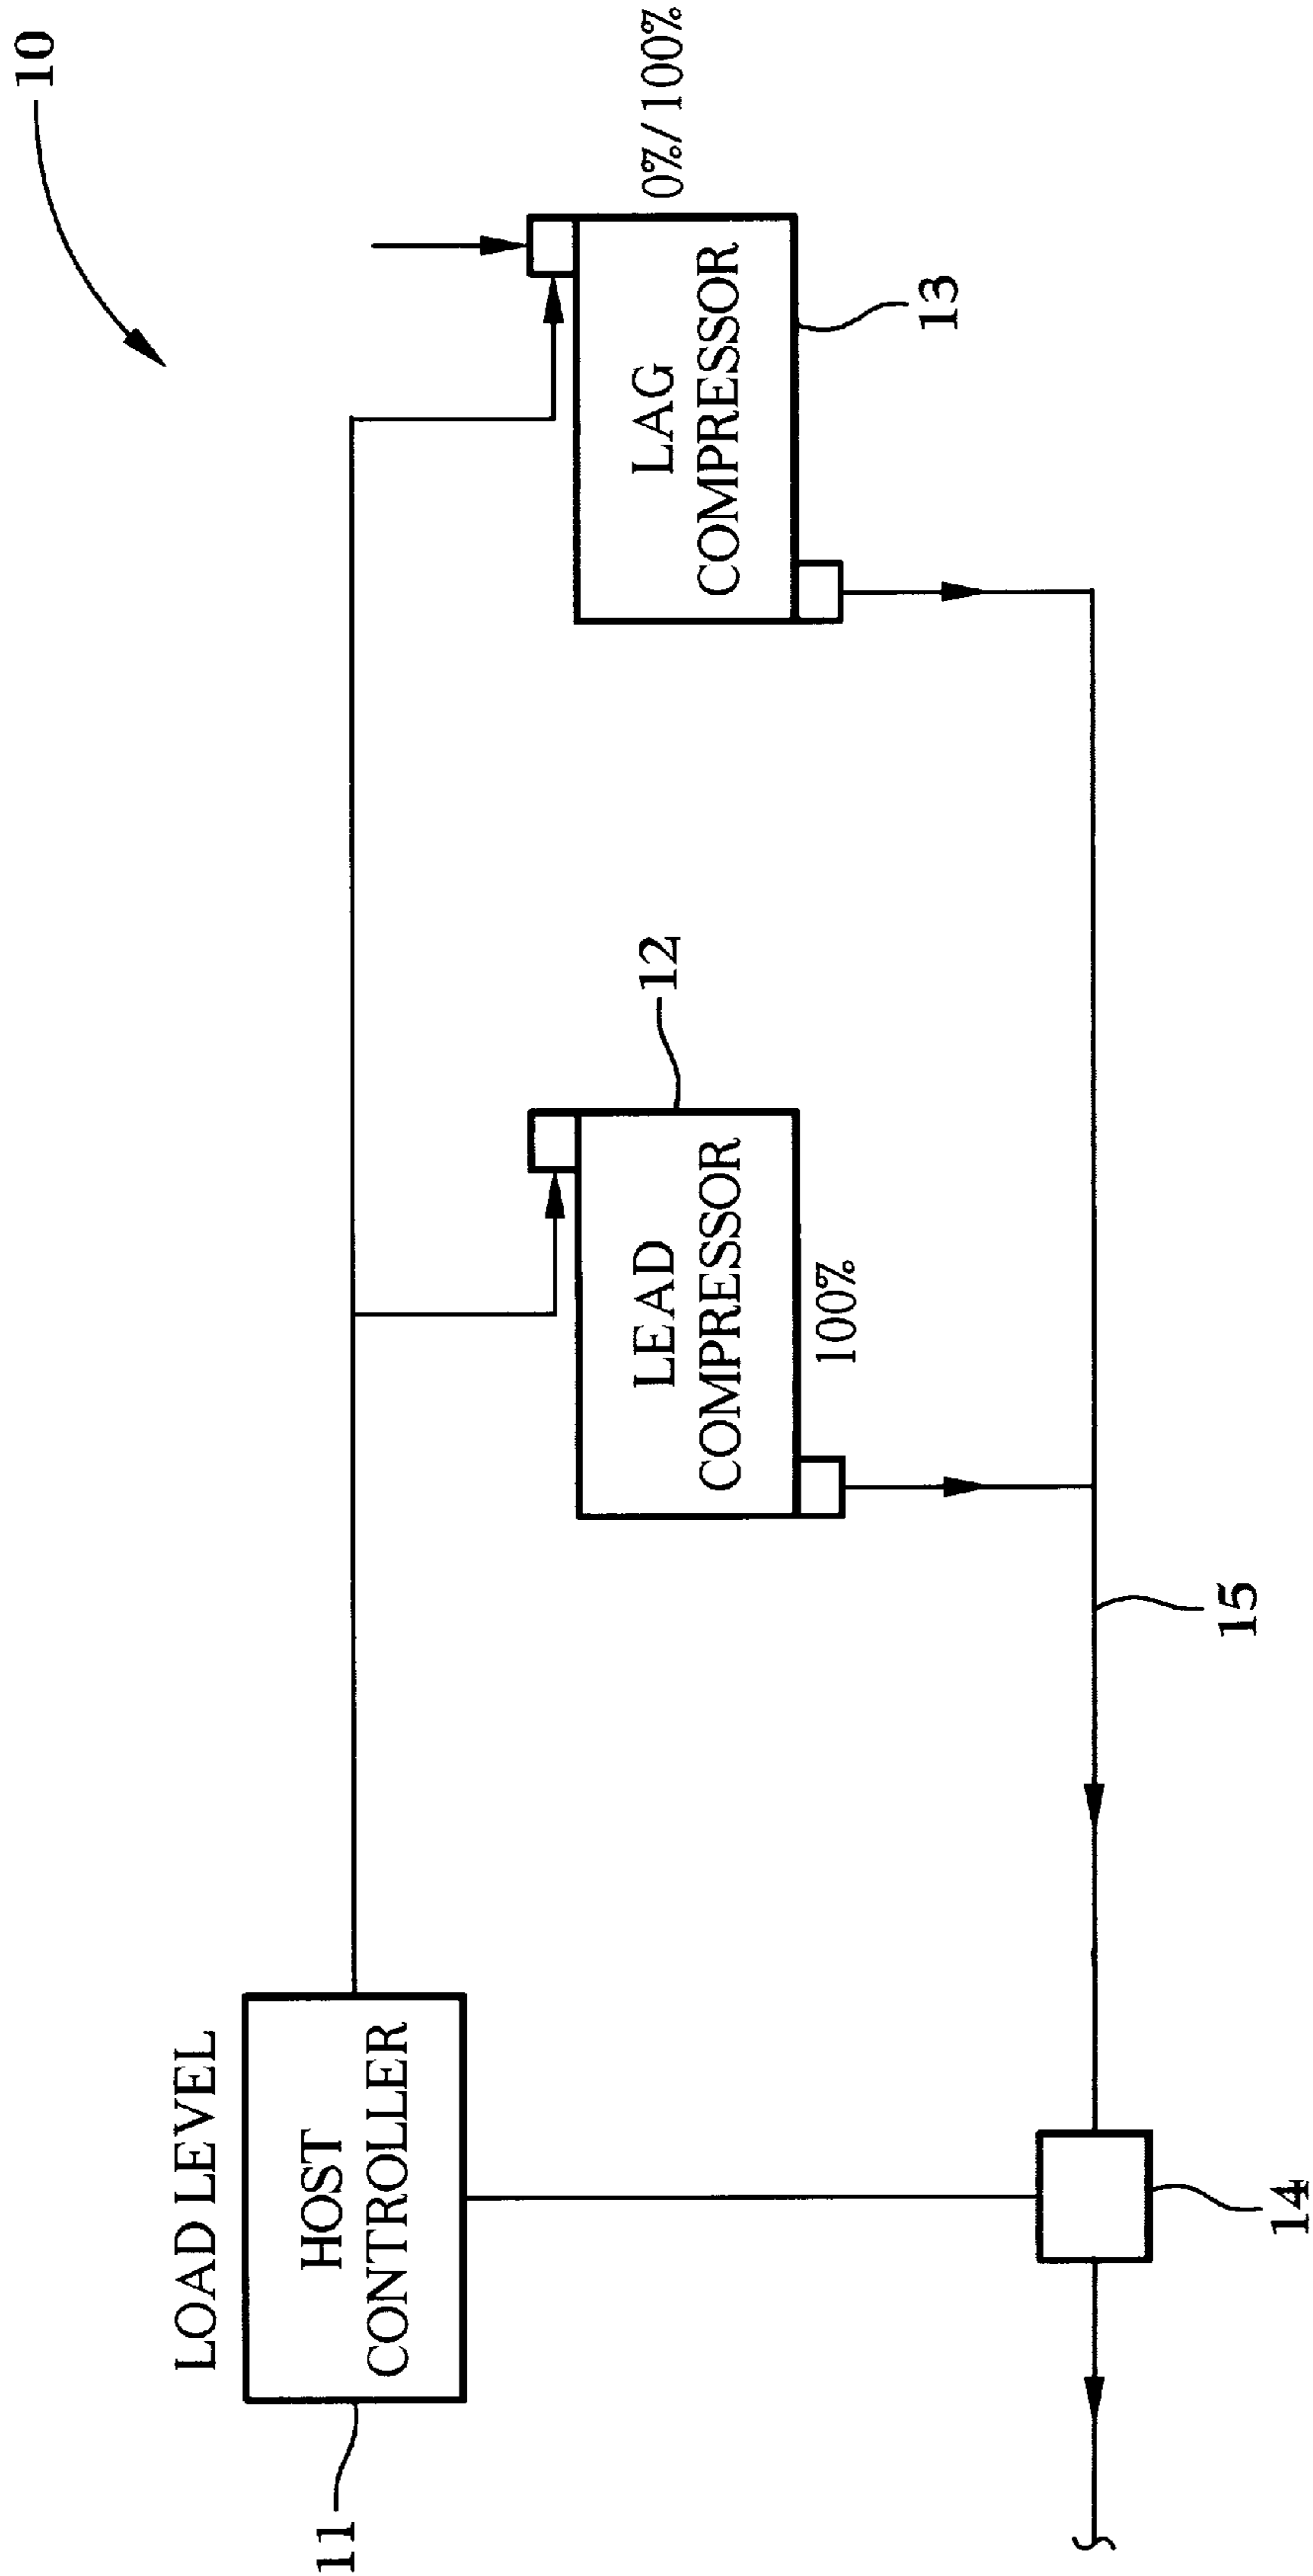 10
LOAD LEVEL
HOST
CONTROLLER
11
LEAD
COMPRESSOR
100%
12
LAG
COMPRESSOR
0%/100%
13
14
15